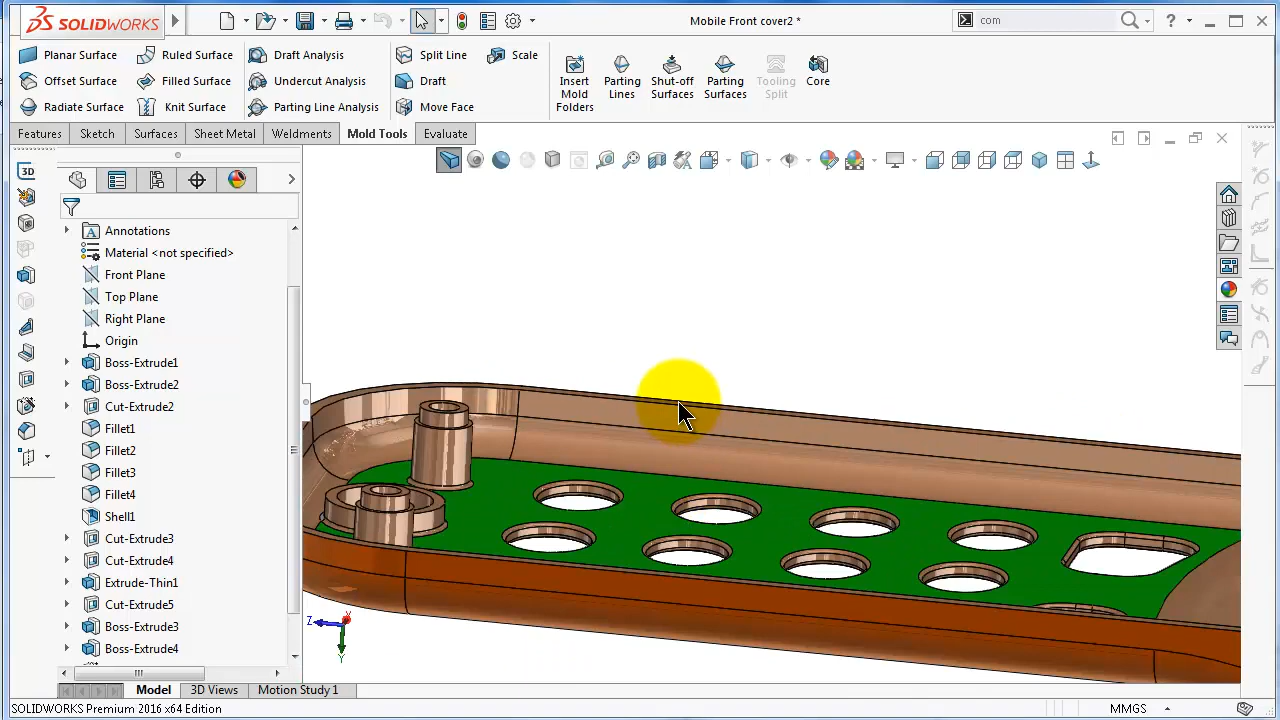 SOLIDWORKS
Mobile Front cover2 *
com
?
Planar Surface
Ruled Surface
Draft Analysis
Split Line
Scale
Offset Surface
Filled Surface
Undercut Analysis
Draft
Radiate Surface
Knit Surface
Parting Line Analysis
Move Face
Insert
Mold
Folders
Parting
Lines
Shut-off
Surfaces
Parting
Surfaces
Tooling
Split
Core
Features
Sketch
Surfaces
Sheet Metal
Weldments
Mold Tools
Evaluate
3D
Annotations
Material <not specified>
Front Plane
Top Plane
Right Plane
Origin
Boss-Extrude1
Boss-Extrude2
Cut-Extrude2
Fillet1
Fillet2
Fillet3
Fillet4
Shell1
Cut-Extrude3
Cut-Extrude4
Extrude-Thin1
Cut-Extrude5
Boss-Extrude3
Boss-Extrude4
Z
X
Y
Model
3D Views
Motion Study 1
SOLIDWORKS Premium 2016 x64 Edition
MMGS